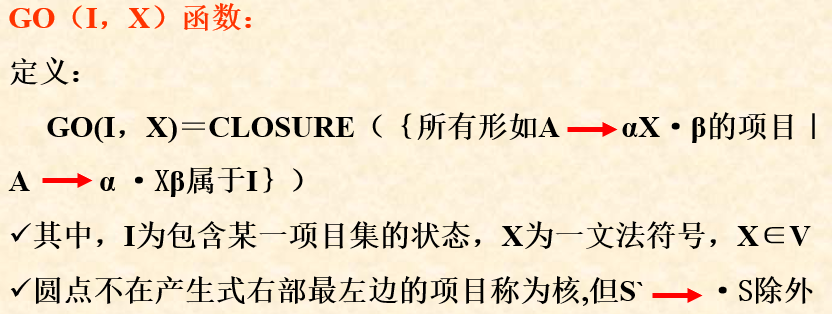 GO（I，X）函数：
定义：
GO(I，X)＝CLOSURE（｛所有形如A → αX·β的项目｜
A → α ·Xβ属于I｝）
✓其中，I为包含某一项目集的状态，X为一文法符号，X∈V
✓圆点不在产生式右部最左边的项目称为核,但S` → ·S除外